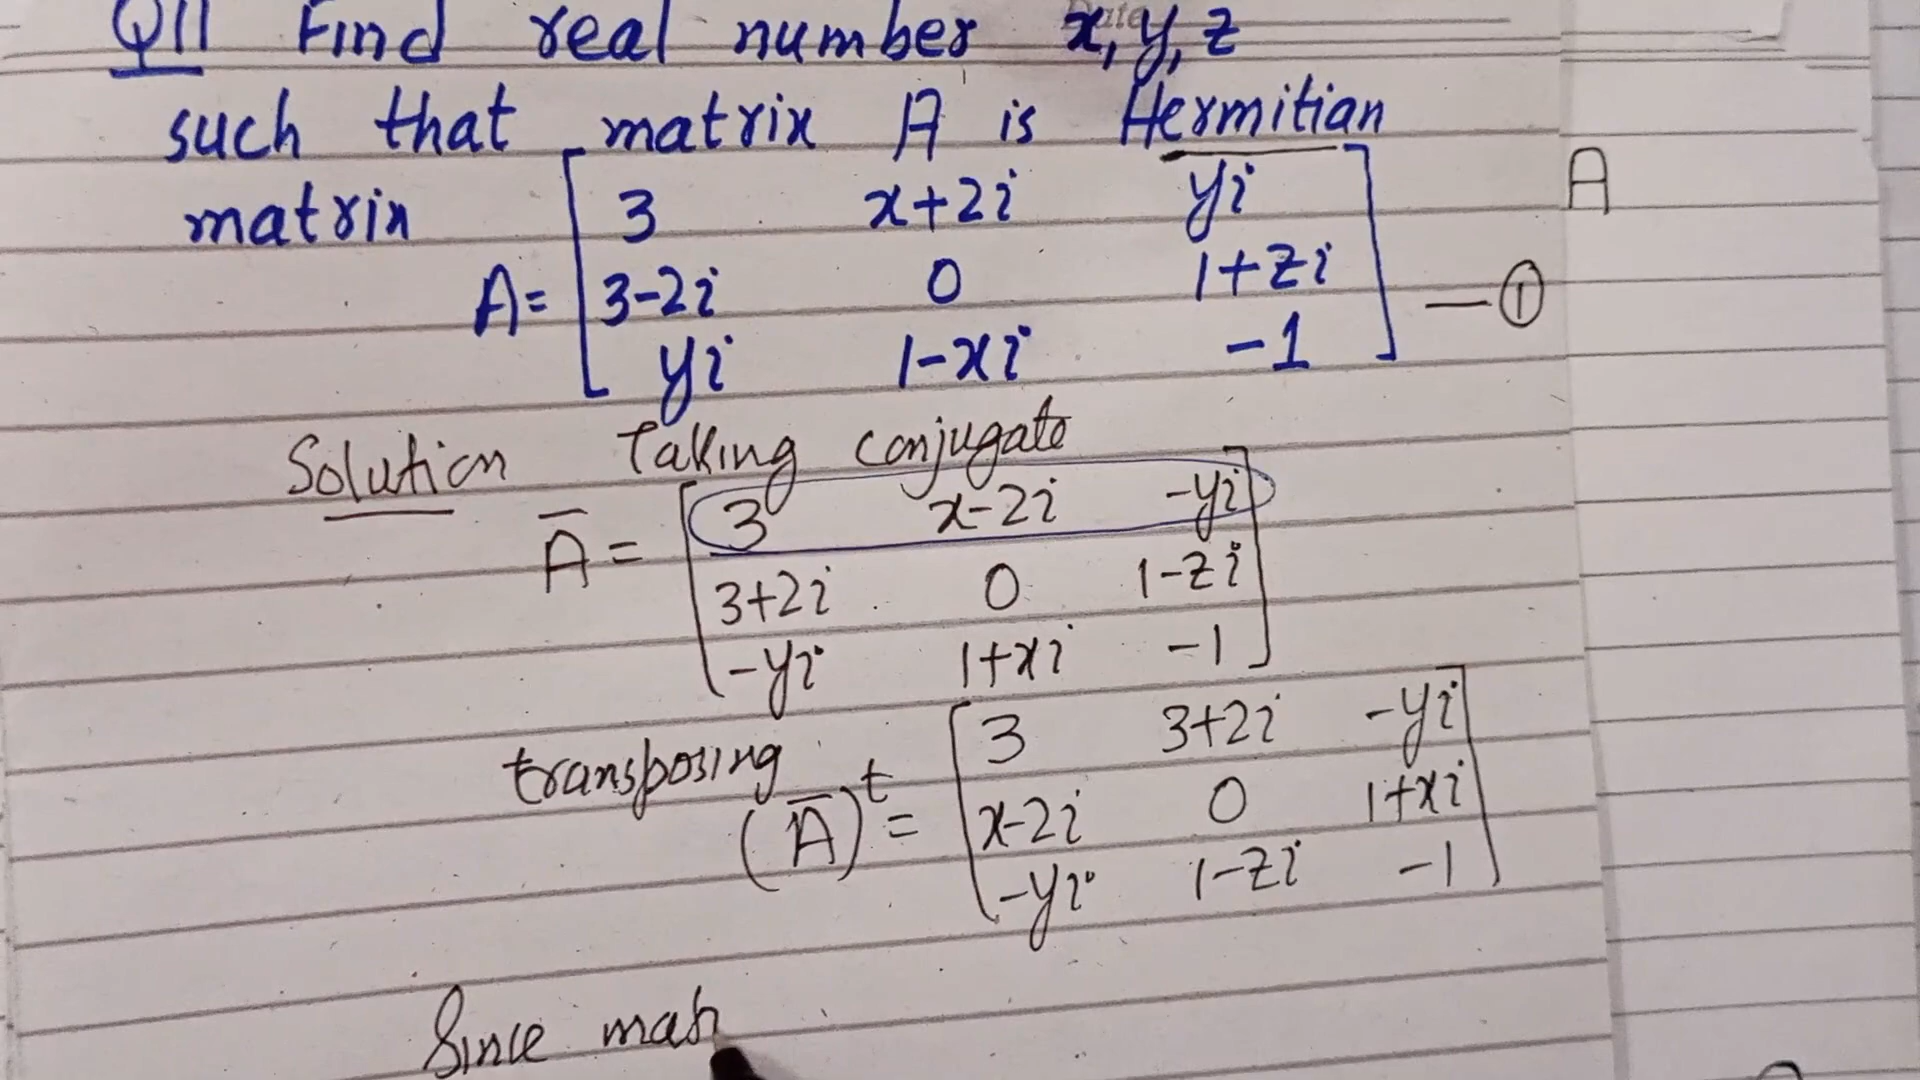 Q11 Find real number x, y, z
such that matrix A is Hermitian
matrix
A = [ 3 x+2i yi
3-2i 0 1+zi
yi 1-xi -1 ] — ①
A
Solution Taking conjugate
A̅ = [ 3 x-2i -yi
3+2i 0 1-zi
-yi 1+xi -1 ]
transposing
(A̅)ᵗ = [ 3 3+2i -yi
x-2i 0 1+xi
-yi 1-zi -1 ]
Since mat